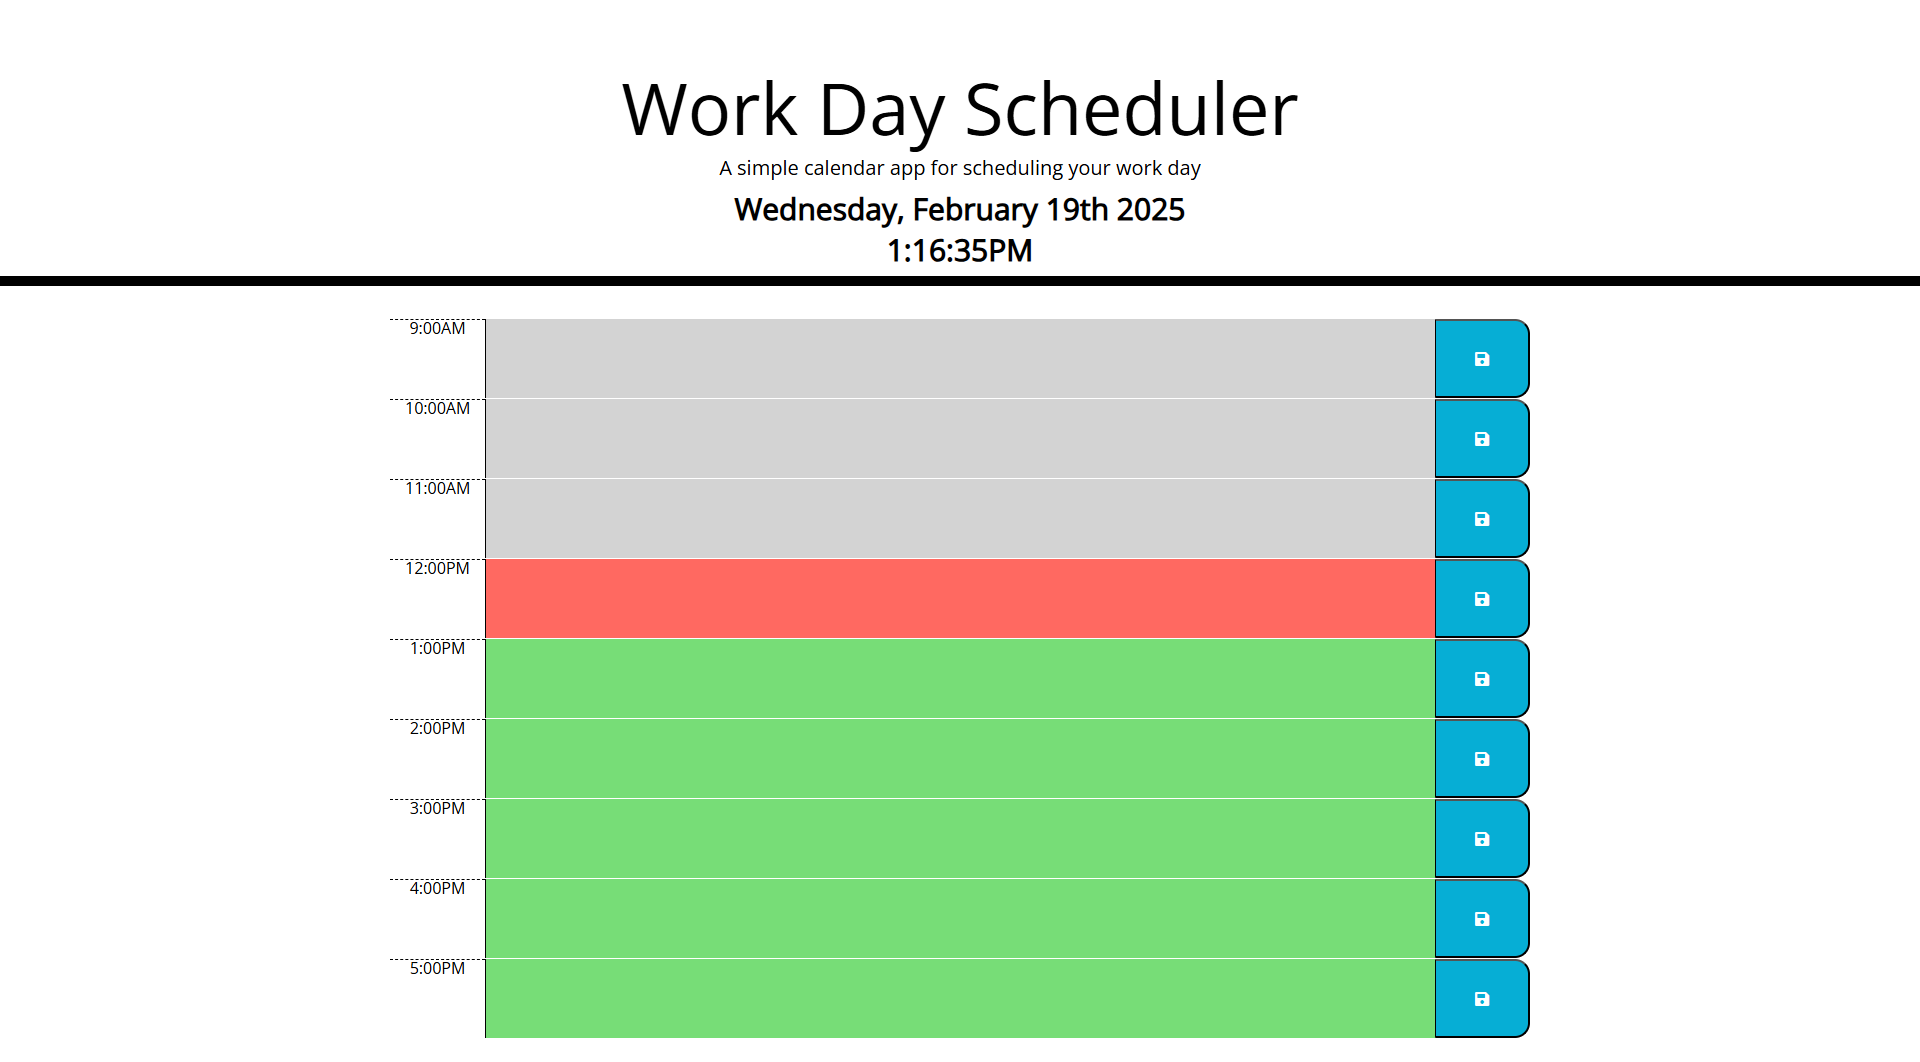 Work Day Scheduler
A simple calendar app for scheduling your work day
Wednesday, February 19th 2025
1:16:35PM
9:00AM
10:00AM
11:00AM
12:00PM
1:00PM
2:00PM
3:00PM
4:00PM
5:00PM